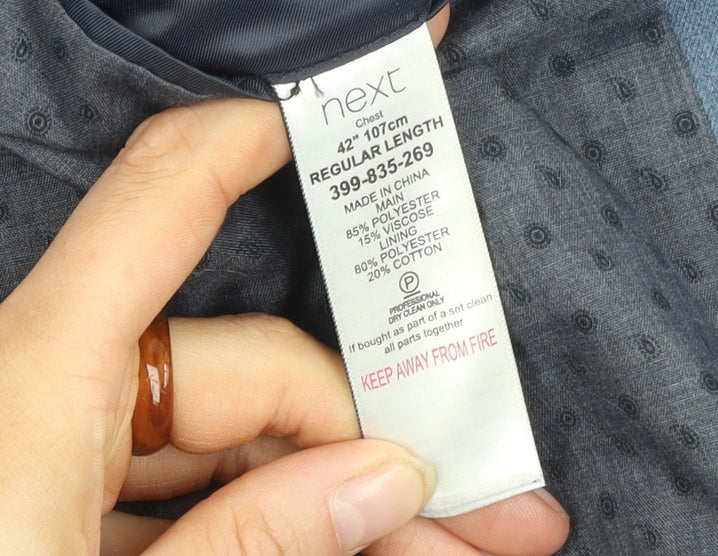 next
Chest
42" 107cm
REGULAR LENGTH
399-835-269
MADE IN CHINA
MAIN
85% POLYESTER
15% VISCOSE
LINING
80% POLYESTER
20% COTTON
P
PROFESSIONAL
DRY CLEAN ONLY
If bought as part of a set clean
all parts together
KEEP AWAY FROM FIRE